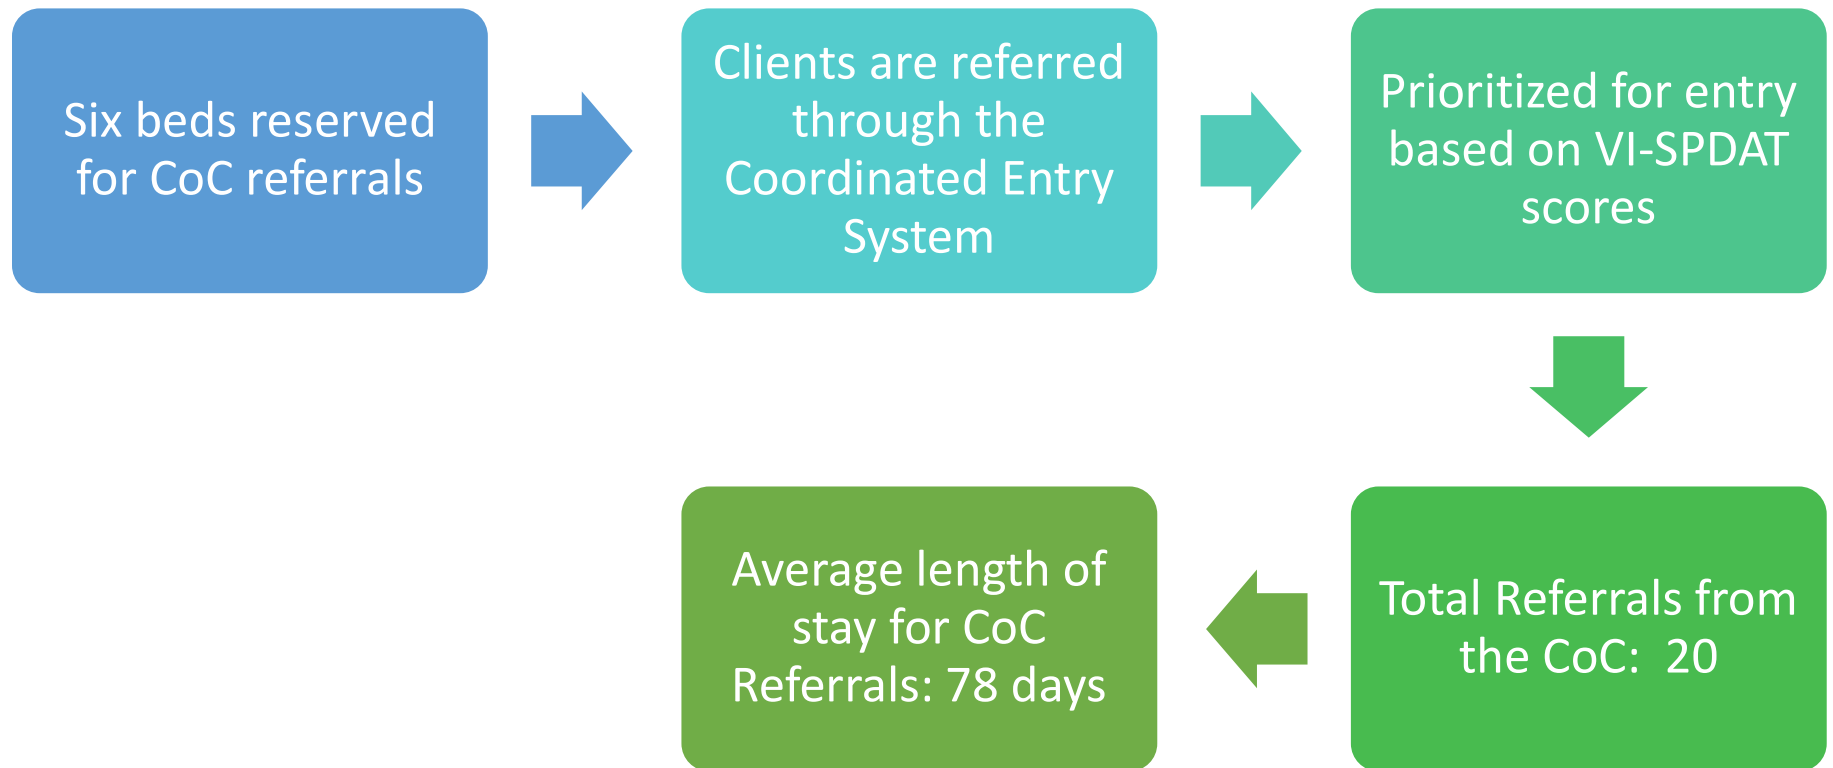 Six beds reserved
for CoC referrals
Clients are referred
through the
Coordinated Entry
System
Prioritized for entry
based on VI-SPDAT
scores
Total Referrals from
the CoC:  20
Average length of
stay for CoC
Referrals: 78 days